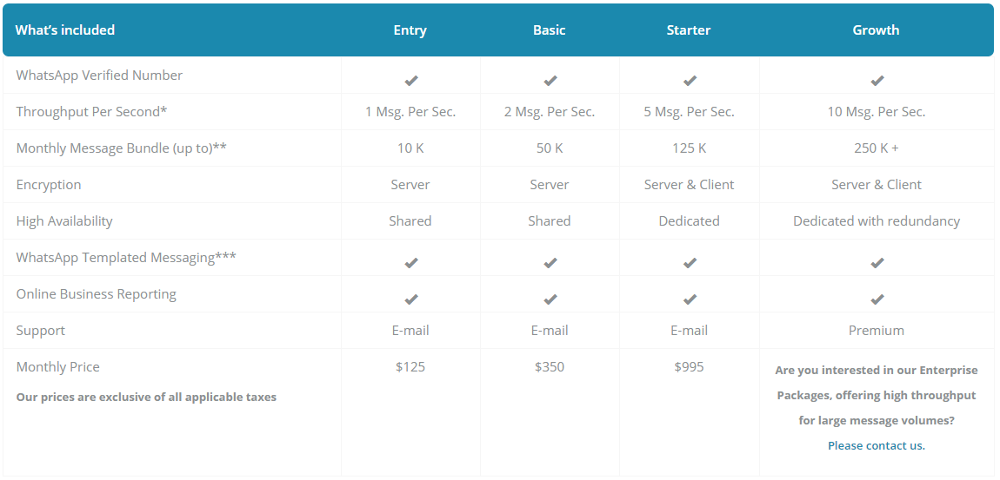 What's included Entry Basic Starter Growth
WhatsApp Verified Number
Throughput Per Second* 1 Msg. Per Sec. 2 Msg. Per Sec. 5 Msg. Per Sec. 10 Msg. Per Sec.
Monthly Message Bundle (up to)** 10 K 50 K 125 K 250 K +
Encryption Server Server Server & Client Server & Client
High Availability Shared Shared Dedicated Dedicated with redundancy
WhatsApp Templated Messaging***
Online Business Reporting
Support E-mail E-mail E-mail Premium
Monthly Price $125 $350 $995
Our prices are exclusive of all applicable taxes
Are you interested in our Enterprise
Packages, offering high throughput
for large message volumes?
Please contact us.